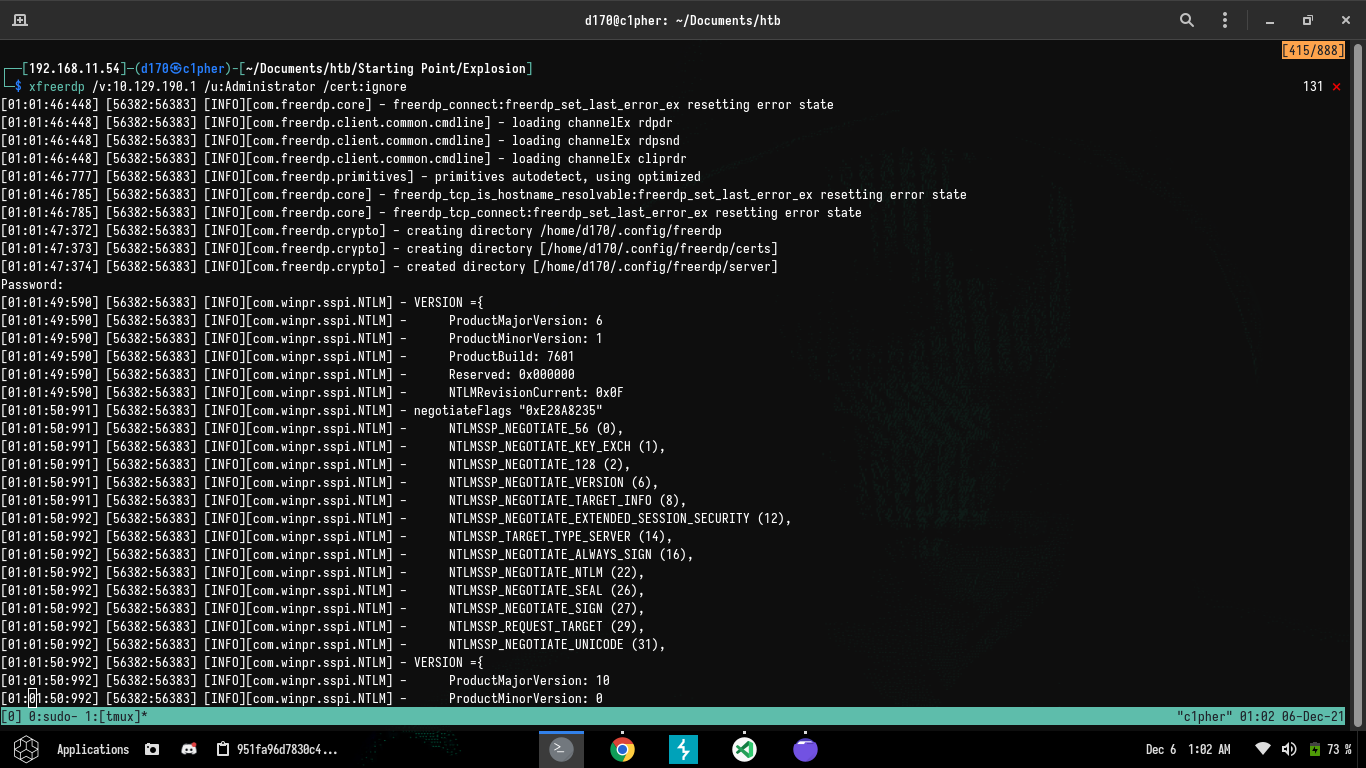 d170@c1pher: ~/Documents/htb
[415/888]
┌──[192.168.11.54]─(d170㉿c1pher)-[~/Documents/htb/Starting Point/Explosion]
└─$ xfreerdp /v:10.129.190.1 /u:Administrator /cert:ignore 131 ⨯
[01:01:46:448] [56382:56383] [INFO][com.freerdp.core] - freerdp_connect:freerdp_set_last_error_ex resetting error state
[01:01:46:448] [56382:56383] [INFO][com.freerdp.client.common.cmdline] - loading channelEx rdpdr
[01:01:46:448] [56382:56383] [INFO][com.freerdp.client.common.cmdline] - loading channelEx rdpsnd
[01:01:46:448] [56382:56383] [INFO][com.freerdp.client.common.cmdline] - loading channelEx cliprdr
[01:01:46:777] [56382:56383] [INFO][com.freerdp.primitives] - primitives autodetect, using optimized
[01:01:46:785] [56382:56383] [INFO][com.freerdp.core] - freerdp_tcp_is_hostname_resolvable:freerdp_set_last_error_ex resetting error state
[01:01:46:785] [56382:56383] [INFO][com.freerdp.core] - freerdp_tcp_connect:freerdp_set_last_error_ex resetting error state
[01:01:47:372] [56382:56383] [INFO][com.freerdp.crypto] - creating directory /home/d170/.config/freerdp
[01:01:47:373] [56382:56383] [INFO][com.freerdp.crypto] - creating directory [/home/d170/.config/freerdp/certs]
[01:01:47:374] [56382:56383] [INFO][com.freerdp.crypto] - created directory [/home/d170/.config/freerdp/server]
Password:
[01:01:49:590] [56382:56383] [INFO][com.winpr.sspi.NTLM] - VERSION ={
[01:01:49:590] [56382:56383] [INFO][com.winpr.sspi.NTLM] - ProductMajorVersion: 6
[01:01:49:590] [56382:56383] [INFO][com.winpr.sspi.NTLM] - ProductMinorVersion: 1
[01:01:49:590] [56382:56383] [INFO][com.winpr.sspi.NTLM] - ProductBuild: 7601
[01:01:49:590] [56382:56383] [INFO][com.winpr.sspi.NTLM] - Reserved: 0x000000
[01:01:49:590] [56382:56383] [INFO][com.winpr.sspi.NTLM] - NTLMRevisionCurrent: 0x0F
[01:01:50:991] [56382:56383] [INFO][com.winpr.sspi.NTLM] - negotiateFlags "0xE28A8235"
[01:01:50:991] [56382:56383] [INFO][com.winpr.sspi.NTLM] - NTLMSSP_NEGOTIATE_56 (0),
[01:01:50:991] [56382:56383] [INFO][com.winpr.sspi.NTLM] - NTLMSSP_NEGOTIATE_KEY_EXCH (1),
[01:01:50:991] [56382:56383] [INFO][com.winpr.sspi.NTLM] - NTLMSSP_NEGOTIATE_128 (2),
[01:01:50:991] [56382:56383] [INFO][com.winpr.sspi.NTLM] - NTLMSSP_NEGOTIATE_VERSION (6),
[01:01:50:991] [56382:56383] [INFO][com.winpr.sspi.NTLM] - NTLMSSP_NEGOTIATE_TARGET_INFO (8),
[01:01:50:992] [56382:56383] [INFO][com.winpr.sspi.NTLM] - NTLMSSP_NEGOTIATE_EXTENDED_SESSION_SECURITY (12),
[01:01:50:992] [56382:56383] [INFO][com.winpr.sspi.NTLM] - NTLMSSP_TARGET_TYPE_SERVER (14),
[01:01:50:992] [56382:56383] [INFO][com.winpr.sspi.NTLM] - NTLMSSP_NEGOTIATE_ALWAYS_SIGN (16),
[01:01:50:992] [56382:56383] [INFO][com.winpr.sspi.NTLM] - NTLMSSP_NEGOTIATE_NTLM (22),
[01:01:50:992] [56382:56383] [INFO][com.winpr.sspi.NTLM] - NTLMSSP_NEGOTIATE_SEAL (26),
[01:01:50:992] [56382:56383] [INFO][com.winpr.sspi.NTLM] - NTLMSSP_NEGOTIATE_SIGN (27),
[01:01:50:992] [56382:56383] [INFO][com.winpr.sspi.NTLM] - NTLMSSP_REQUEST_TARGET (29),
[01:01:50:992] [56382:56383] [INFO][com.winpr.sspi.NTLM] - NTLMSSP_NEGOTIATE_UNICODE (31),
[01:01:50:992] [56382:56383] [INFO][com.winpr.sspi.NTLM] - VERSION ={
[01:01:50:992] [56382:56383] [INFO][com.winpr.sspi.NTLM] - ProductMajorVersion: 10
[01:01:50:992] [56382:56383] [INFO][com.winpr.sspi.NTLM] - ProductMinorVersion: 0
[0] 0:sudo- 1:[tmux]* "c1pher" 01:02 06-Dec-21
Applications 951fa96d7830c4... Dec 6 1:02 AM 73 %